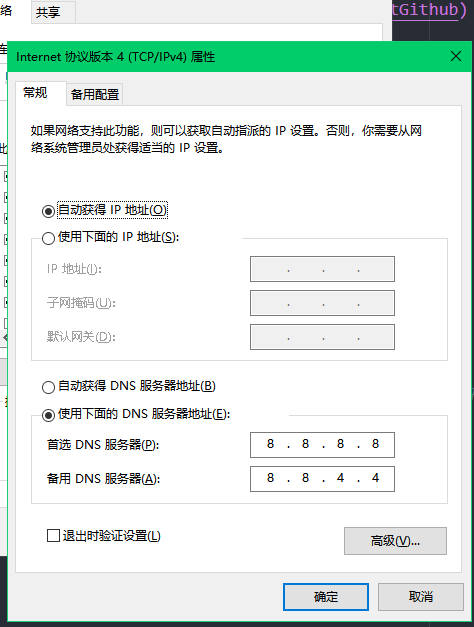 络
共享
tGithub)
Internet 协议版本 4 (TCP/IPv4) 属性
常规
备用配置
如果网络支持此功能，则可以获取自动指派的 IP 设置。否则，你需要从网
络系统管理员处获得适当的 IP 设置。
自动获得 IP 地址(O)
使用下面的 IP 地址(S):
IP 地址(I):
. . .
子网掩码(U):
. . .
默认网关(D):
. . .
自动获得 DNS 服务器地址(B)
使用下面的 DNS 服务器地址(E):
首选 DNS 服务器(P):
8 . 8 . 8 . 8
备用 DNS 服务器(A):
8 . 8 . 4 . 4
退出时验证设置(L)
高级(V)...
确定
取消